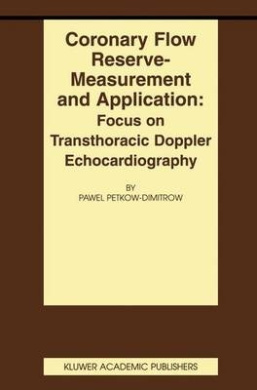 Coronary Flow
Reserve-
Measurement
and Application:
Focus on
Transthoracic Doppler
Echocardiography
BY
PAWEL PETKOW-DIMITROW
KLUWER ACADEMIC PUBLISHERS